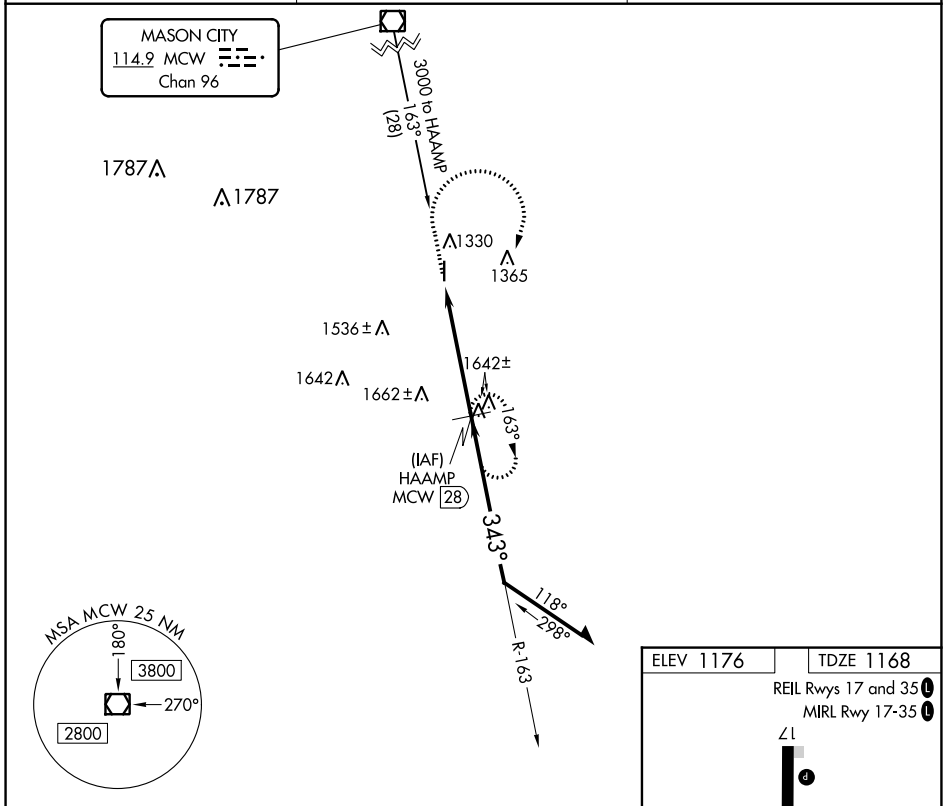 MASON CITY
114.9 MCW
Chan 96
3000 to HAAMP
163°
(28)
1787
1787
1330
1365
1536±
1642
1642±
1662±
163°
(IAF)
HAAMP
MCW 28
343°
118°
298°
R-163
MSA MCW 25 NM
180°
3800
270°
2800
ELEV 1176
TDZE 1168
REIL Rwys 17 and 35 L
MIRL Rwy 17-35 L
17
P